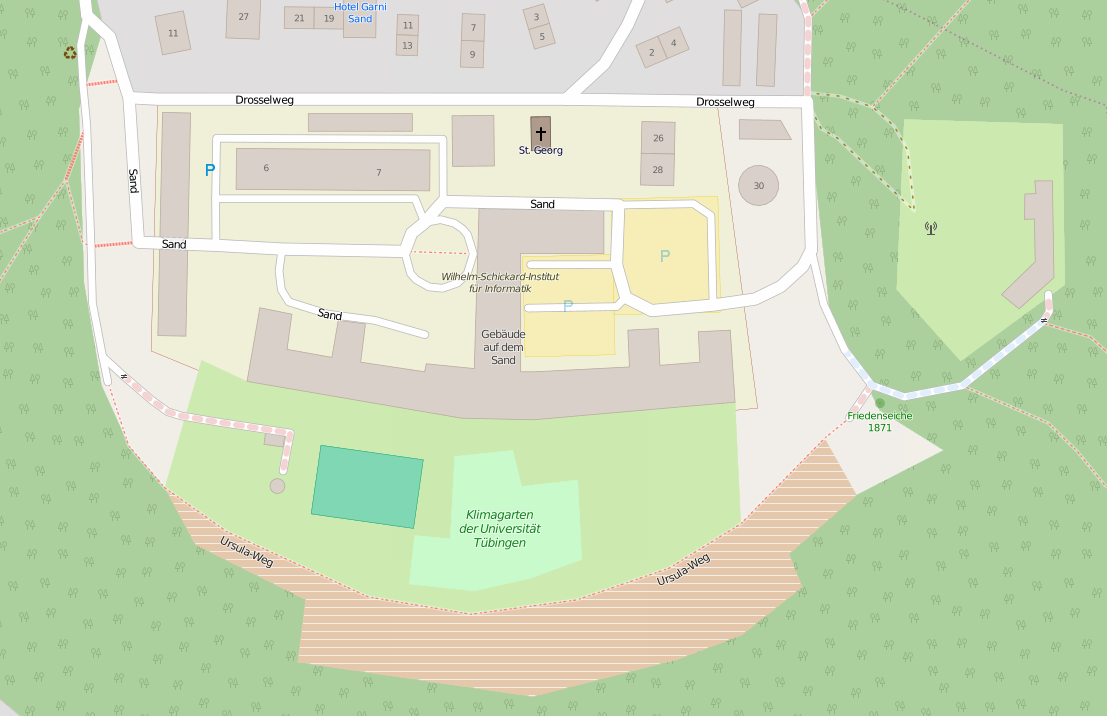 Hotel Garni
Sand
27
21
19
11
11
13
7
9
3
5
2
4
Drosselweg
Drosselweg
St. Georg
26
28
P
6
7
30
Sand
Sand
Sand
P
Wilhelm-Schickard-Institut
für Informatik
P
Sand
Gebäude
auf dem
Sand
Friedenseiche
1871
Klimagarten
der Universität
Tübingen
Ursula-Weg
Ursula-Weg